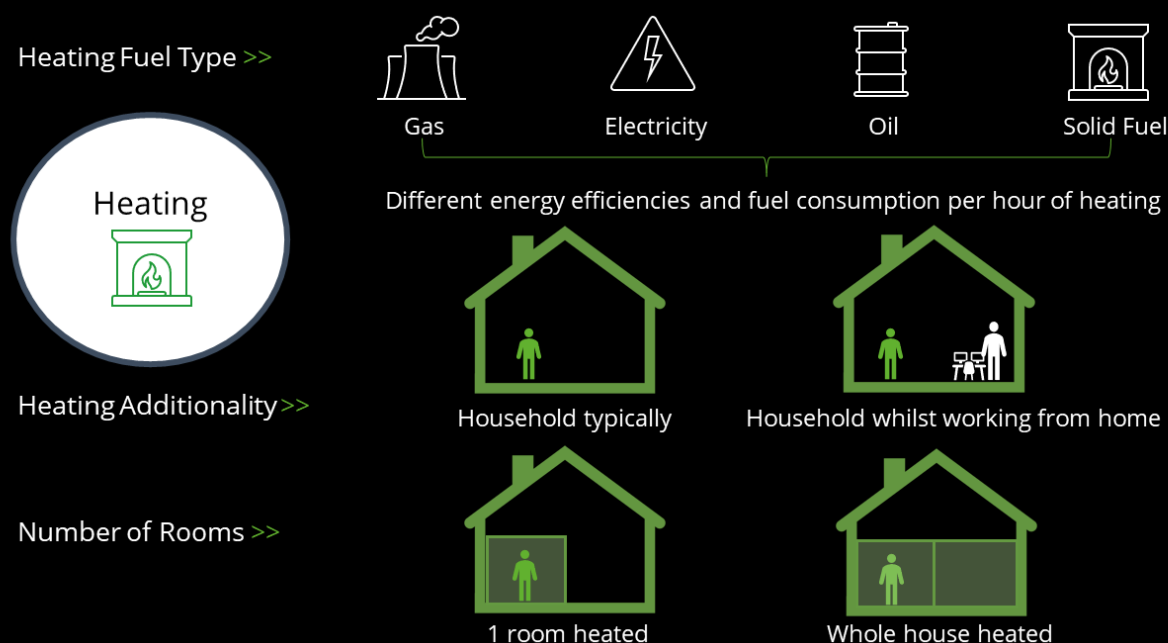 Heating Fuel Type >>
Gas
Electricity
Oil
Solid Fuel
Different energy efficiencies and fuel consumption per hour of heating
Heating
Heating Additionality >>
Household typically
Household whilst working from home
Number of Rooms >>
1 room heated
Whole house heated